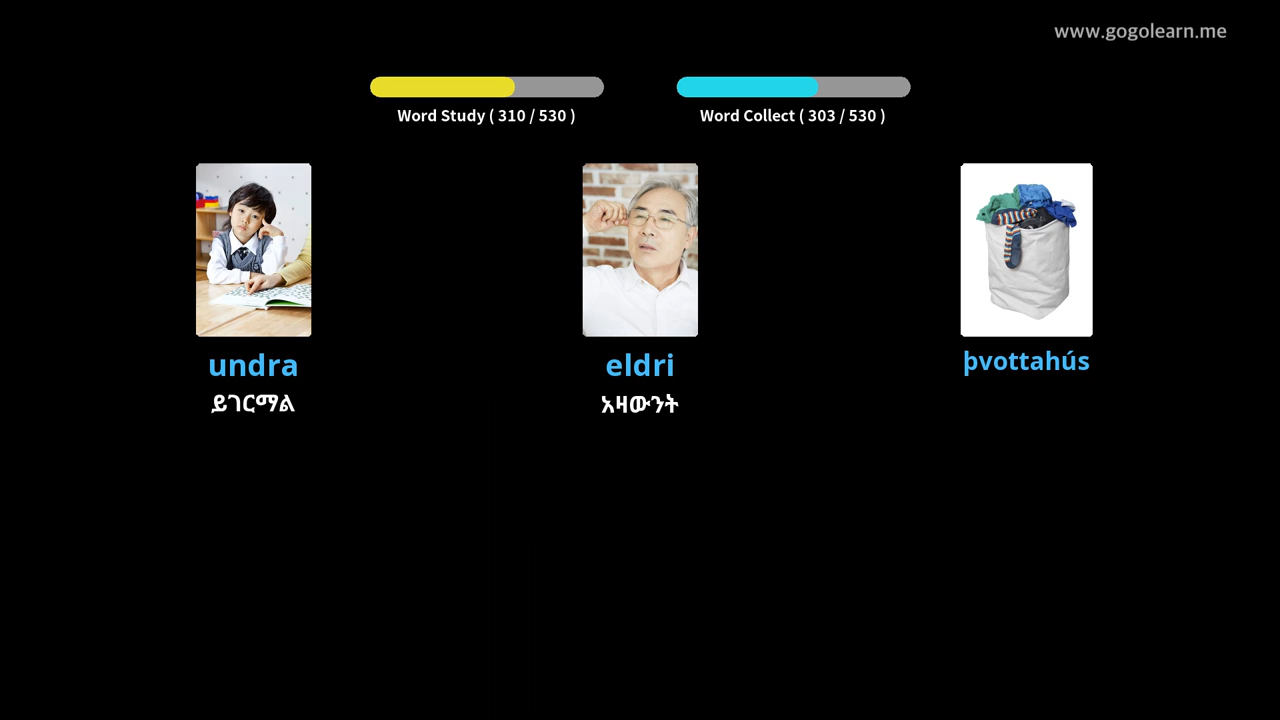 www.gogolearn.me
Word Study ( 310 / 530 )
Word Collect ( 303 / 530 )
undra
eldri
þvottahús
ይገርማል
አዛውንት